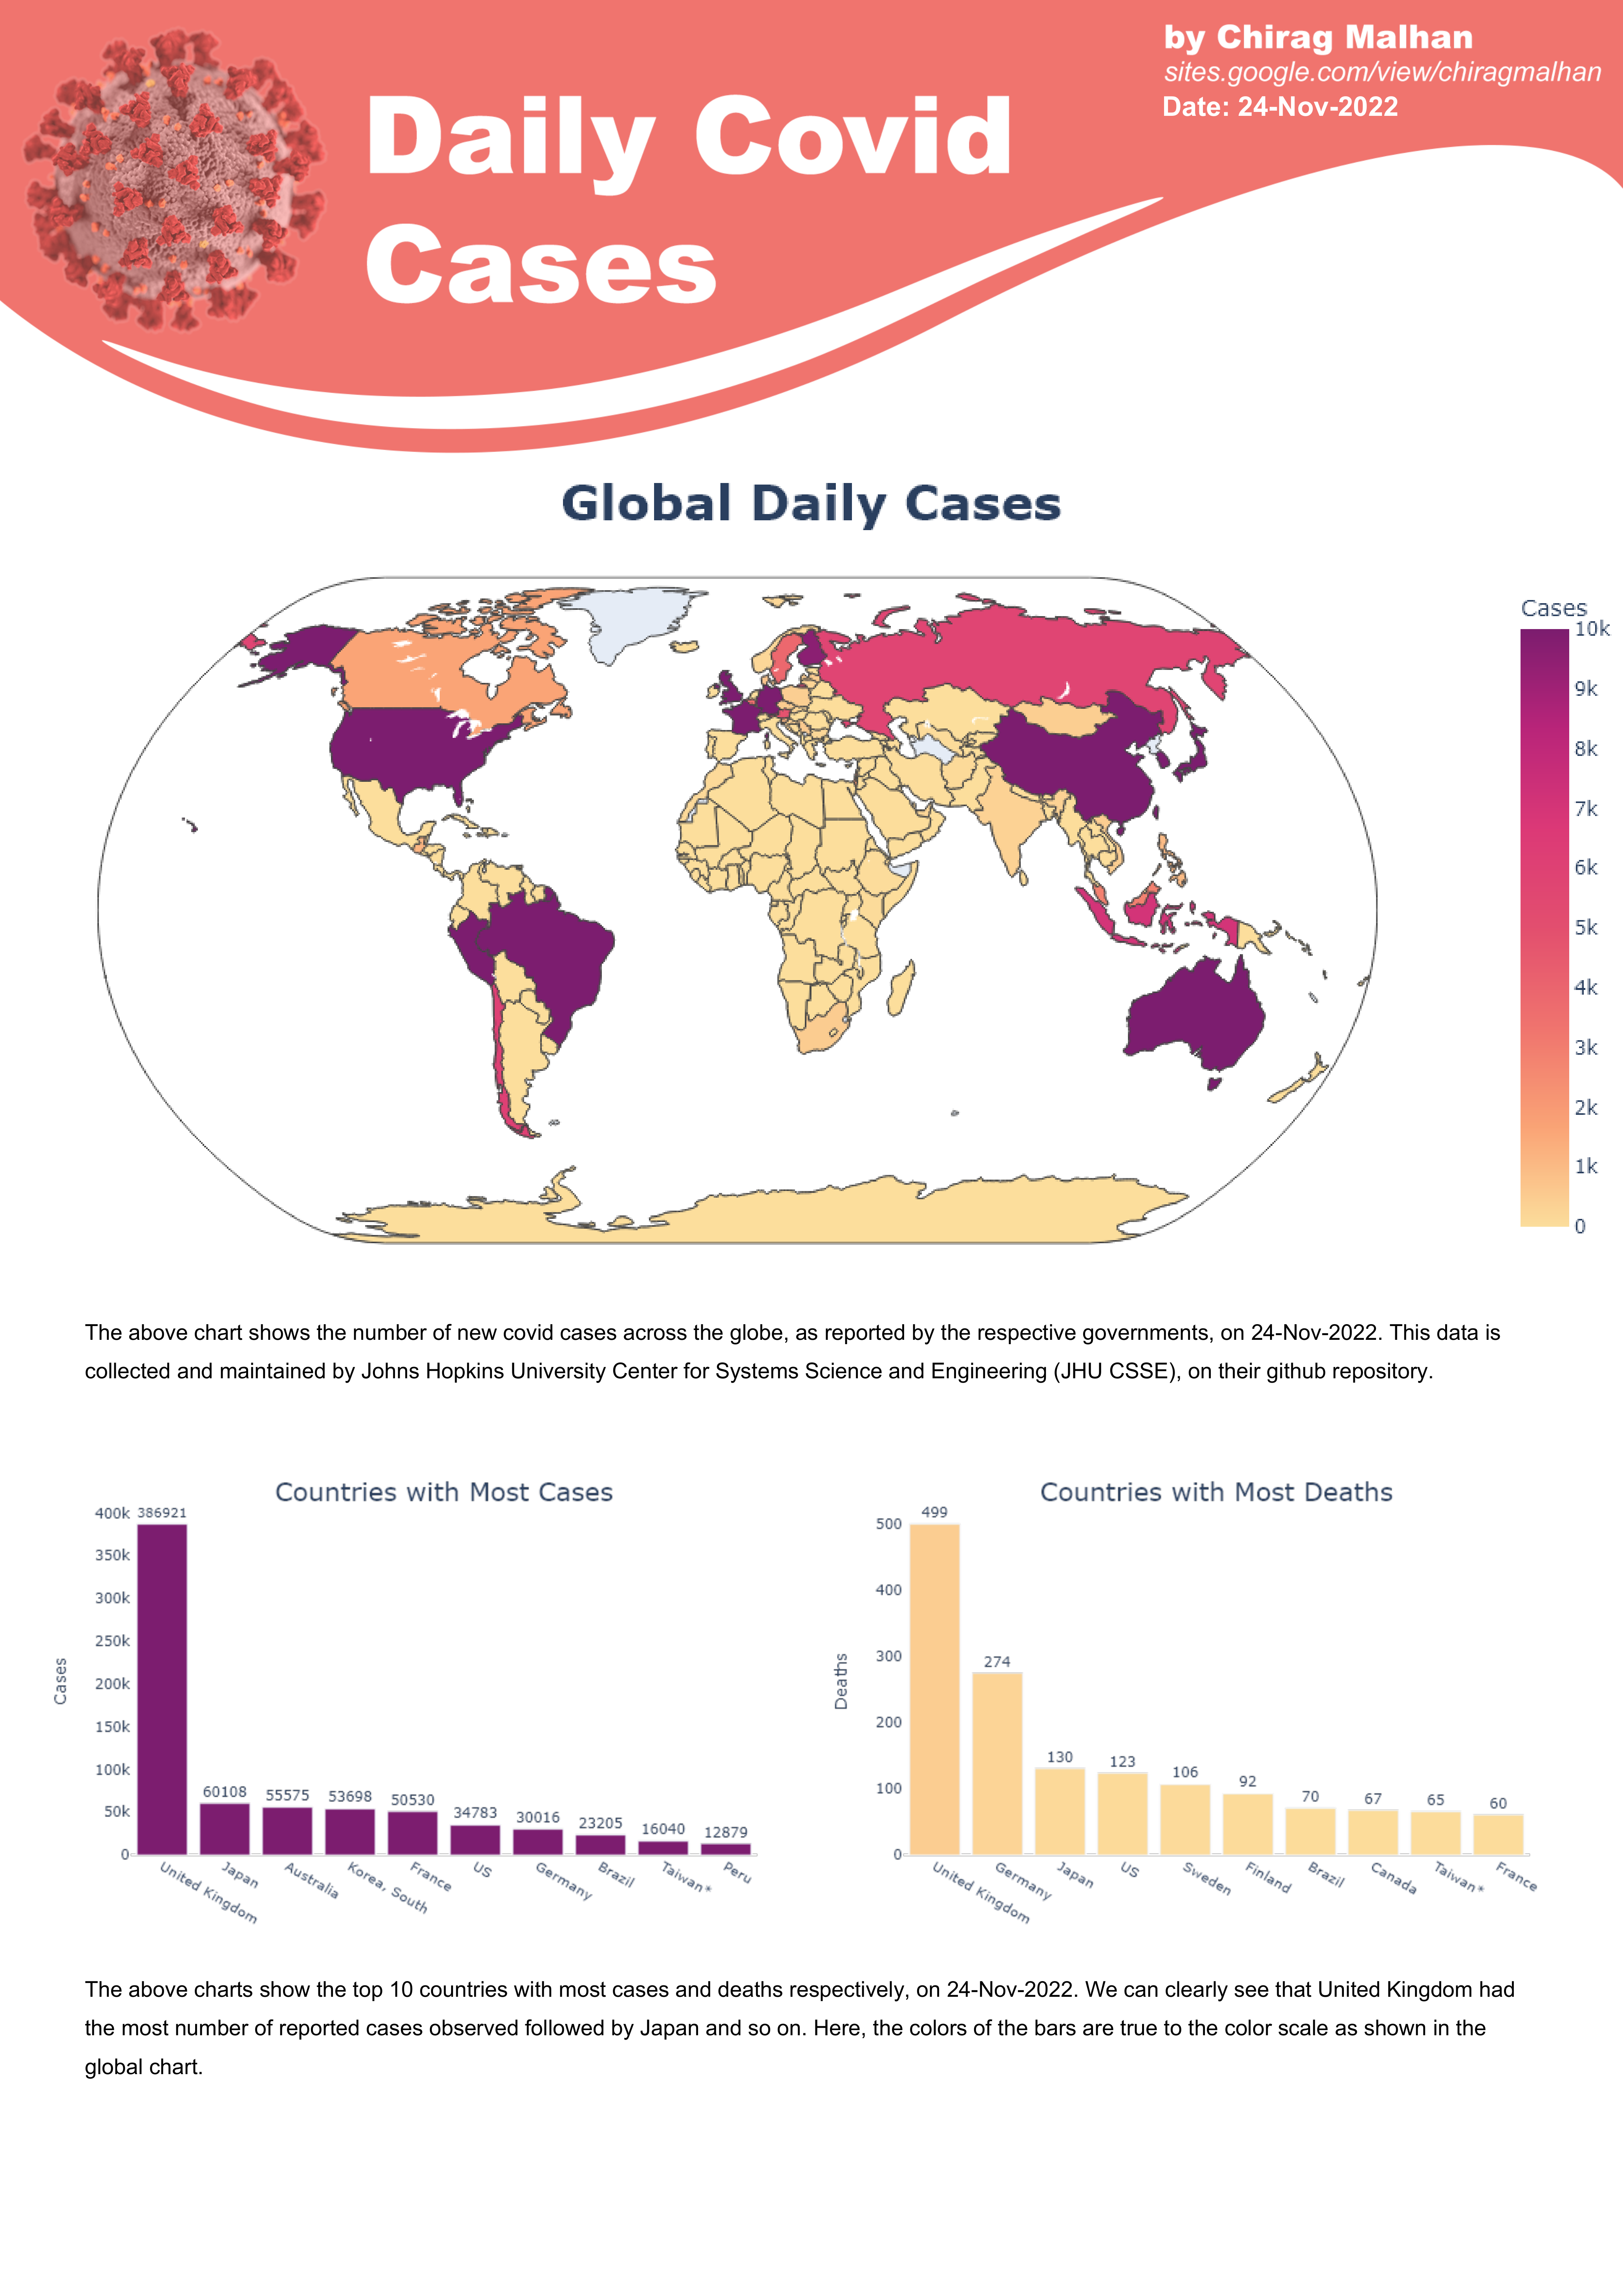 by Chirag Malhan
sites.google.com/view/chiragmalhan
Date: 24-Nov-2022
Daily Covid
Cases
Global Daily Cases
Cases
10k
9k
8k
7k
6k
5k
4k
3k
2k
1k
0
The above chart shows the number of new covid cases across the globe, as reported by the respective governments, on 24-Nov-2022. This data is
collected and maintained by Johns Hopkins University Center for Systems Science and Engineering (JHU CSSE), on their github repository.
Countries with Most Cases
Cases
400k
350k
300k
250k
200k
150k
100k
50k
0
386921
60108
55575
53698
50530
34783
30016
23205
16040
12879
United Kingdom
Japan
Australia
Korea, South
France
US
Germany
Brazil
Taiwan*
Peru
Countries with Most Deaths
Deaths
500
400
300
200
100
0
499
274
130
123
106
92
70
67
65
60
United Kingdom
Germany
Japan
US
Sweden
Finland
Brazil
Canada
Taiwan*
France
The above charts show the top 10 countries with most cases and deaths respectively, on 24-Nov-2022. We can clearly see that United Kingdom had
the most number of reported cases observed followed by Japan and so on. Here, the colors of the bars are true to the color scale as shown in the
global chart.